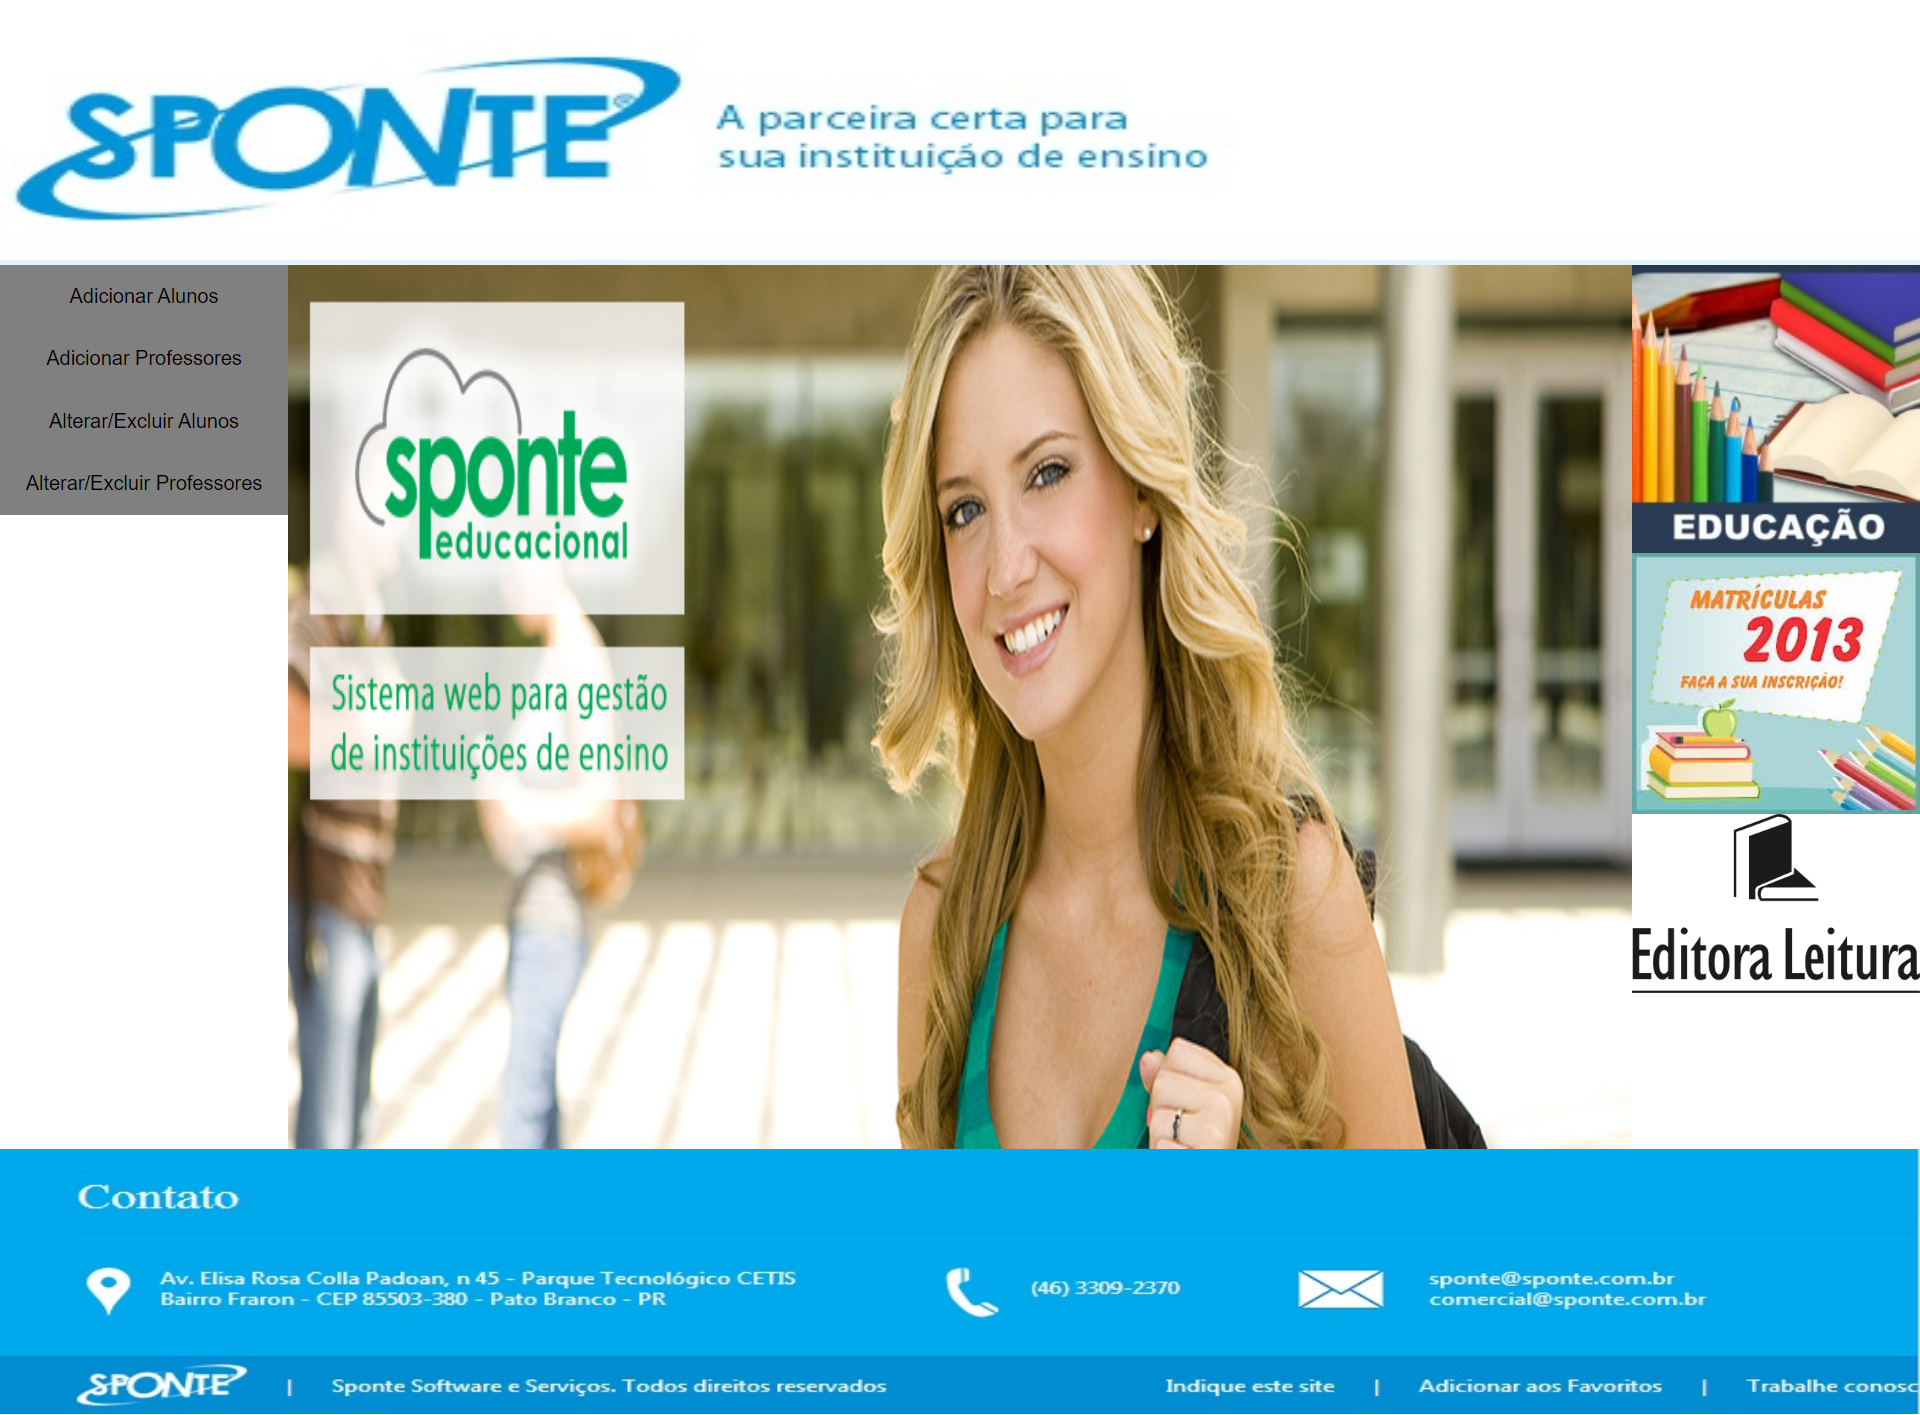 SPONTE®
A parceira certa para
sua instituição de ensino
Adicionar Alunos
Adicionar Professores
Alterar/Excluir Alunos
Alterar/Excluir Professores
sponte
educacional
Sistema web para gestão
de instituições de ensino
EDUCAÇÃO
MATRÍCULAS
2013
FAÇA A SUA INSCRIÇÃO!
Editora Leitura
Contato
Av. Elisa Rosa Colla Padoan, n 45 - Parque Tecnológico CETIS
Bairro Fraron - CEP 85503-380 - Pato Branco - PR
(46) 3309-2370
sponte@sponte.com.br
comercial@sponte.com.br
SPONTE | Sponte Software e Serviços. Todos direitos reservados
Indique este site | Adicionar aos Favoritos | Trabalhe conosc